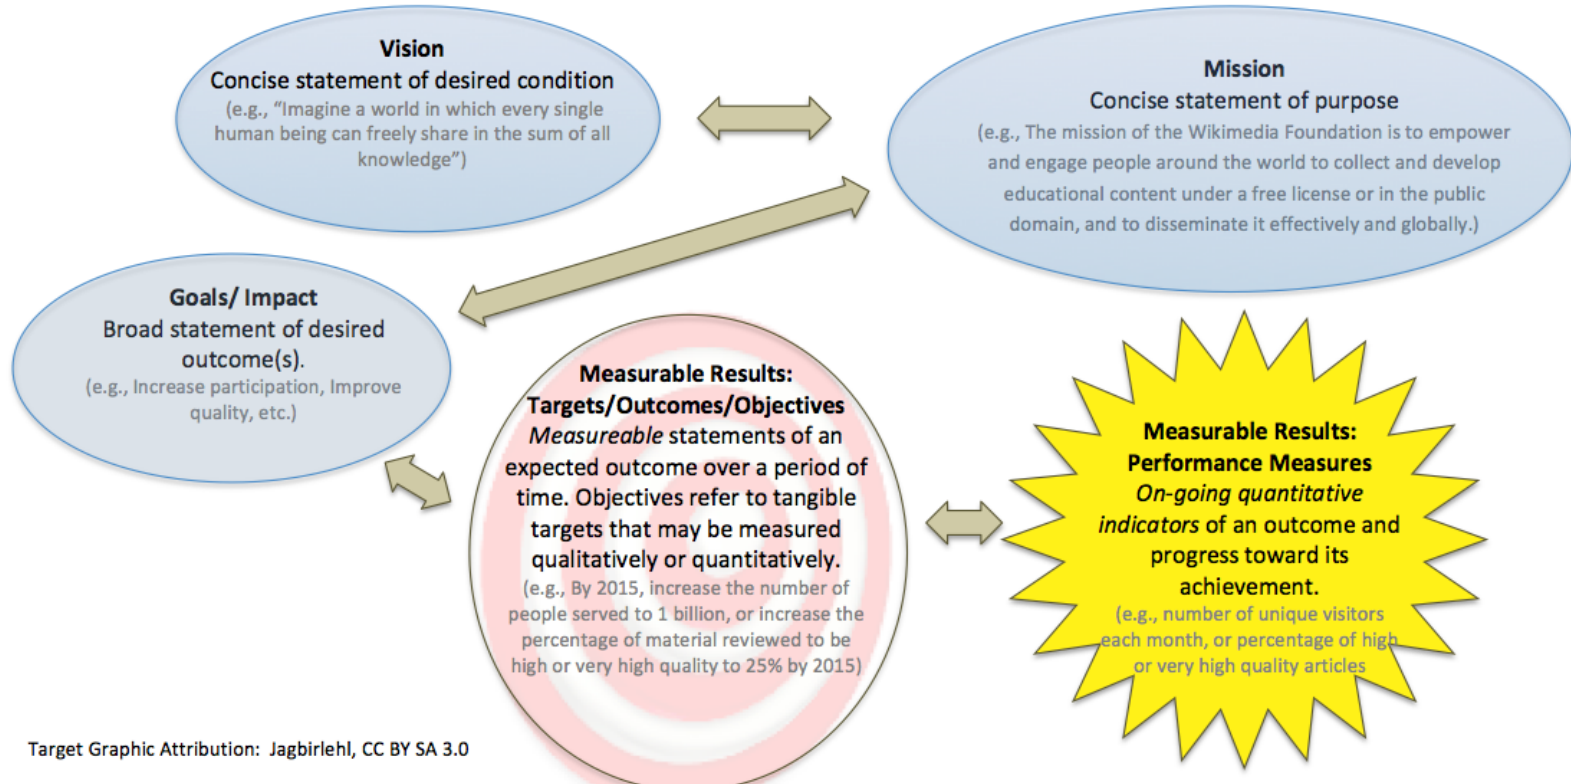 Vision
Concise statement of desired condition
(e.g., “Imagine a world in which every single
human being can freely share in the sum of all
knowledge”)
Mission
Concise statement of purpose
(e.g., The mission of the Wikimedia Foundation is to empower
and engage people around the world to collect and develop
educational content under a free license or in the public
domain, and to disseminate it effectively and globally.)
Goals/ Impact
Broad statement of desired
outcome(s).
(e.g., Increase participation, Improve
quality, etc.)
Measurable Results:
Targets/Outcomes/Objectives
Measureable statements of an
expected outcome over a period of
time. Objectives refer to tangible
targets that may be measured
qualitatively or quantitatively.
(e.g., By 2015, increase the number of
people served to 1 billion, or increase the
percentage of material reviewed to be
high or very high quality to 25% by 2015)
Measurable Results:
Performance Measures
On-going quantitative
indicators of an outcome and
progress toward its
achievement.
(e.g., number of unique visitors
each month, or percentage of high
or very high quality articles
Target Graphic Attribution: Jagbirlehl, CC BY SA 3.0